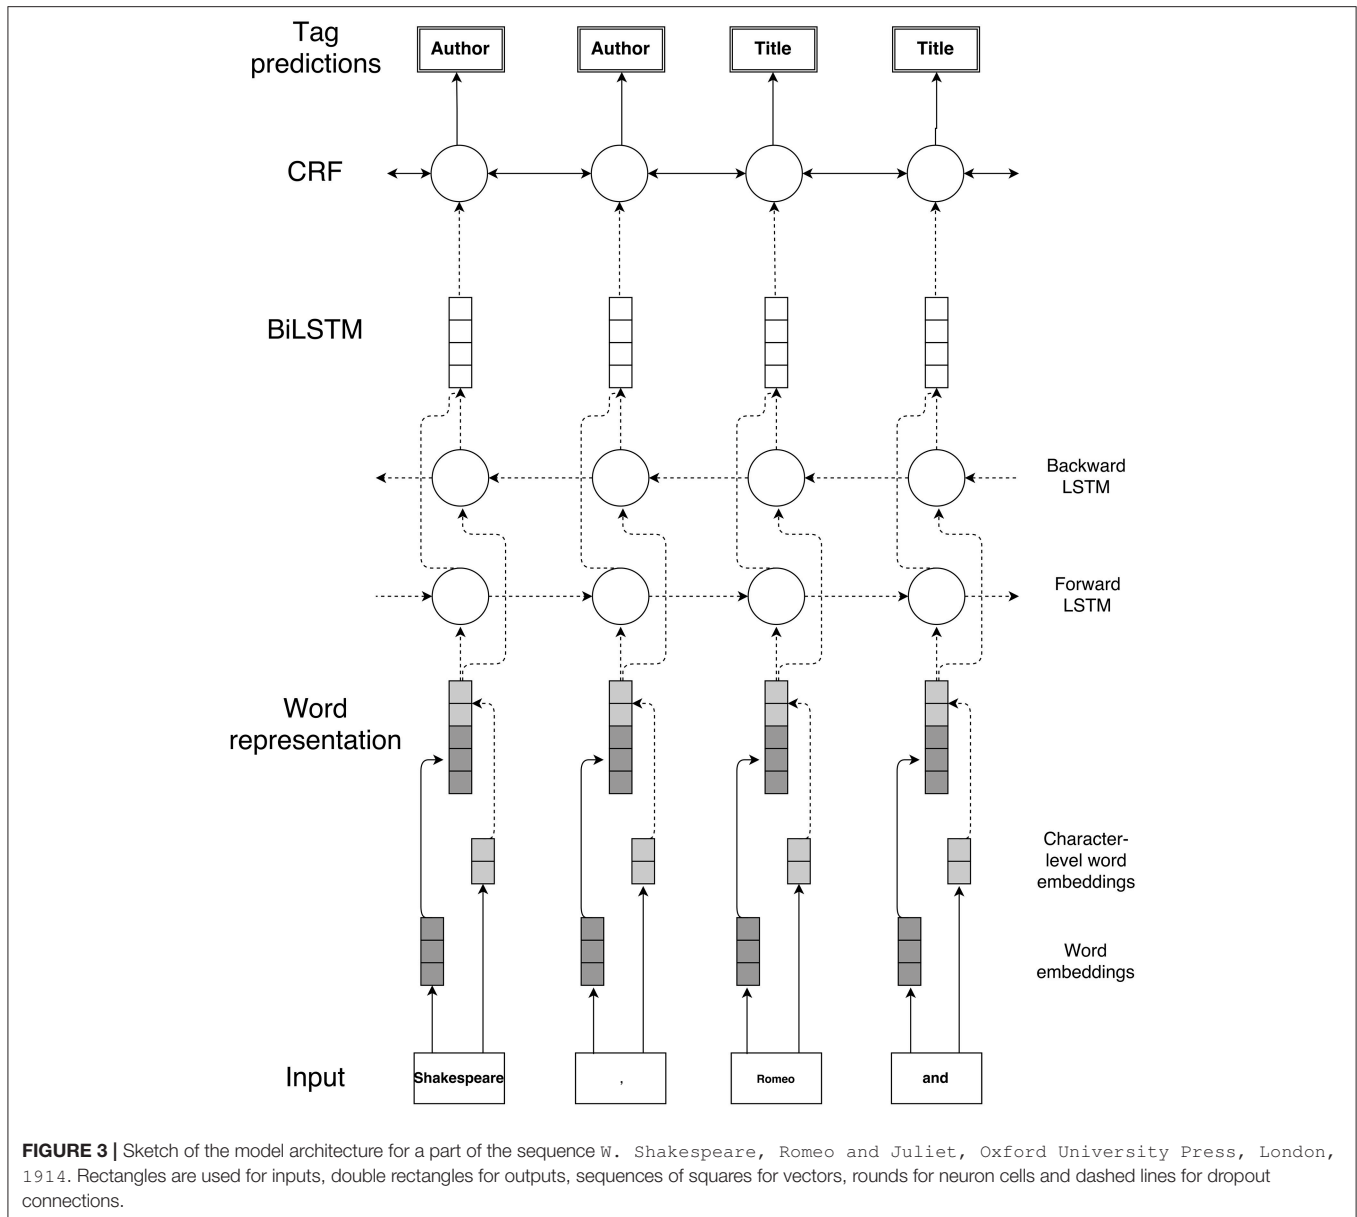 Tag
predictions
Author
Author
Title
Title
CRF
BiLSTM
Backward
LSTM
Forward
LSTM
Word
representation
Character-
level word
embeddings
Word
embeddings
Input
Shakespeare
,
Romeo
and
FIGURE 3 | Sketch of the model architecture for a part of the sequence W. Shakespeare, Romeo and Juliet, Oxford University Press, London,
1914. Rectangles are used for inputs, double rectangles for outputs, sequences of squares for vectors, rounds for neuron cells and dashed lines for dropout
connections.